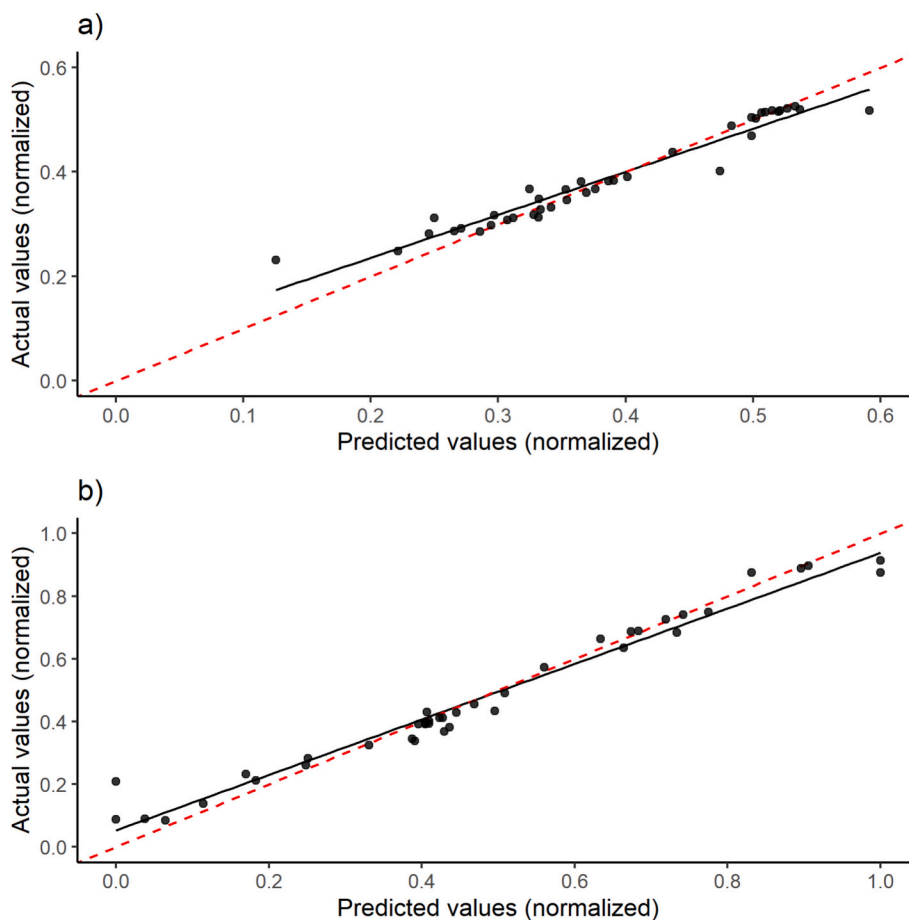 a)
0.6
0.4
0.2
0.0
Actual values (normalized)
0.0 0.1 0.2 0.3 0.4 0.5 0.6
Predicted values (normalized)
b)
1.0
0.8
0.6
0.4
0.2
0.0
Actual values (normalized)
0.0 0.2 0.4 0.6 0.8 1.0
Predicted values (normalized)